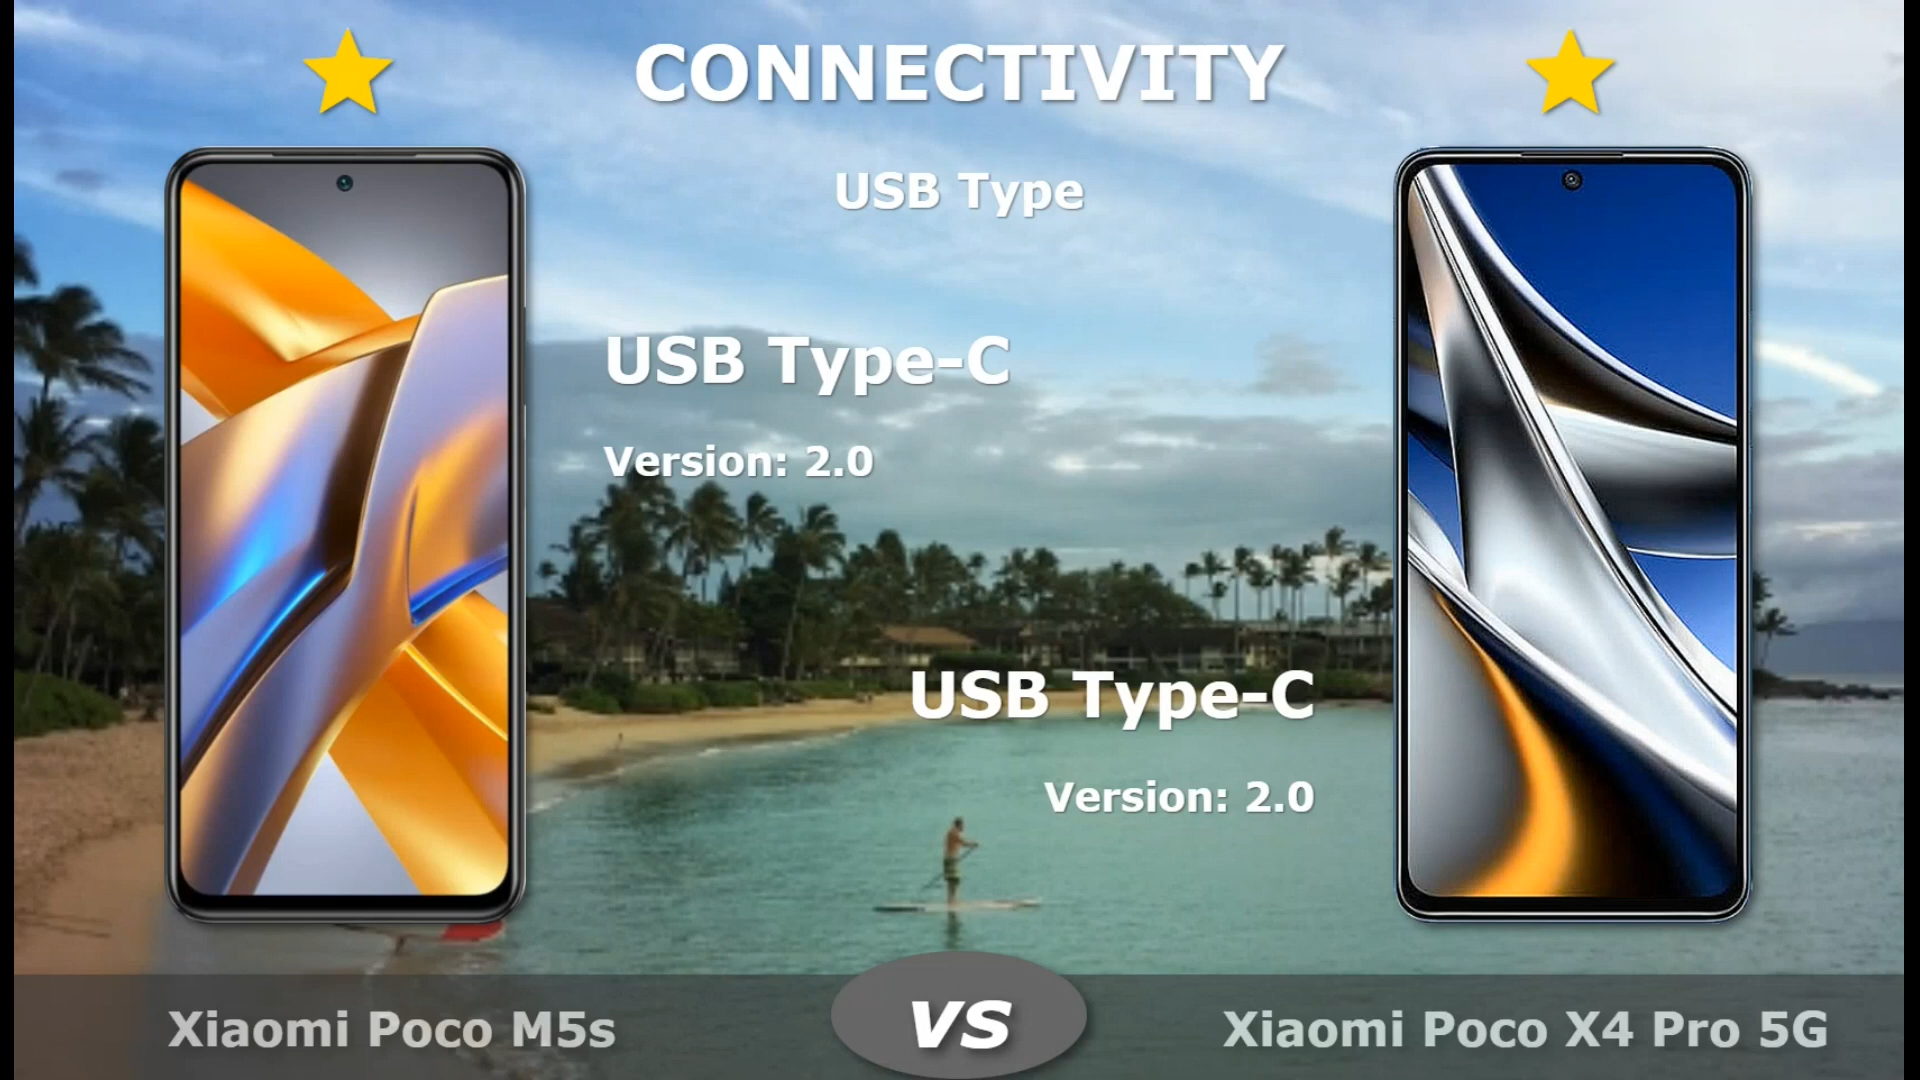 CONNECTIVITY
USB Type
USB Type-C
Version: 2.0
USB Type-C
Version: 2.0
Xiaomi Poco M5s
VS
Xiaomi Poco X4 Pro 5G